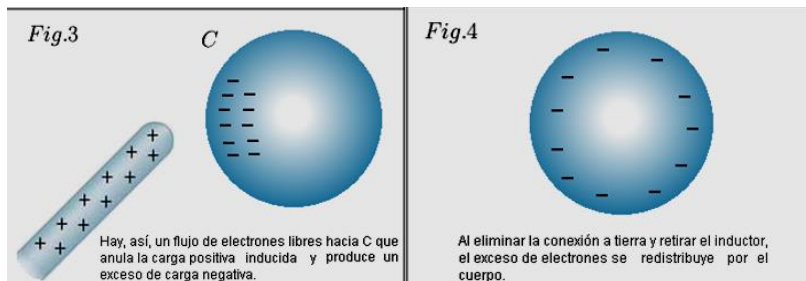 Fig.3
C
Hay, así, un flujo de electrones libres hacia C que
anula la carga positiva inducida y produce un
exceso de carga negativa.
Fig.4
Al eliminar la conexión a tierra y retirar el inductor,
el exceso de electrones se redistribuye por el
cuerpo.